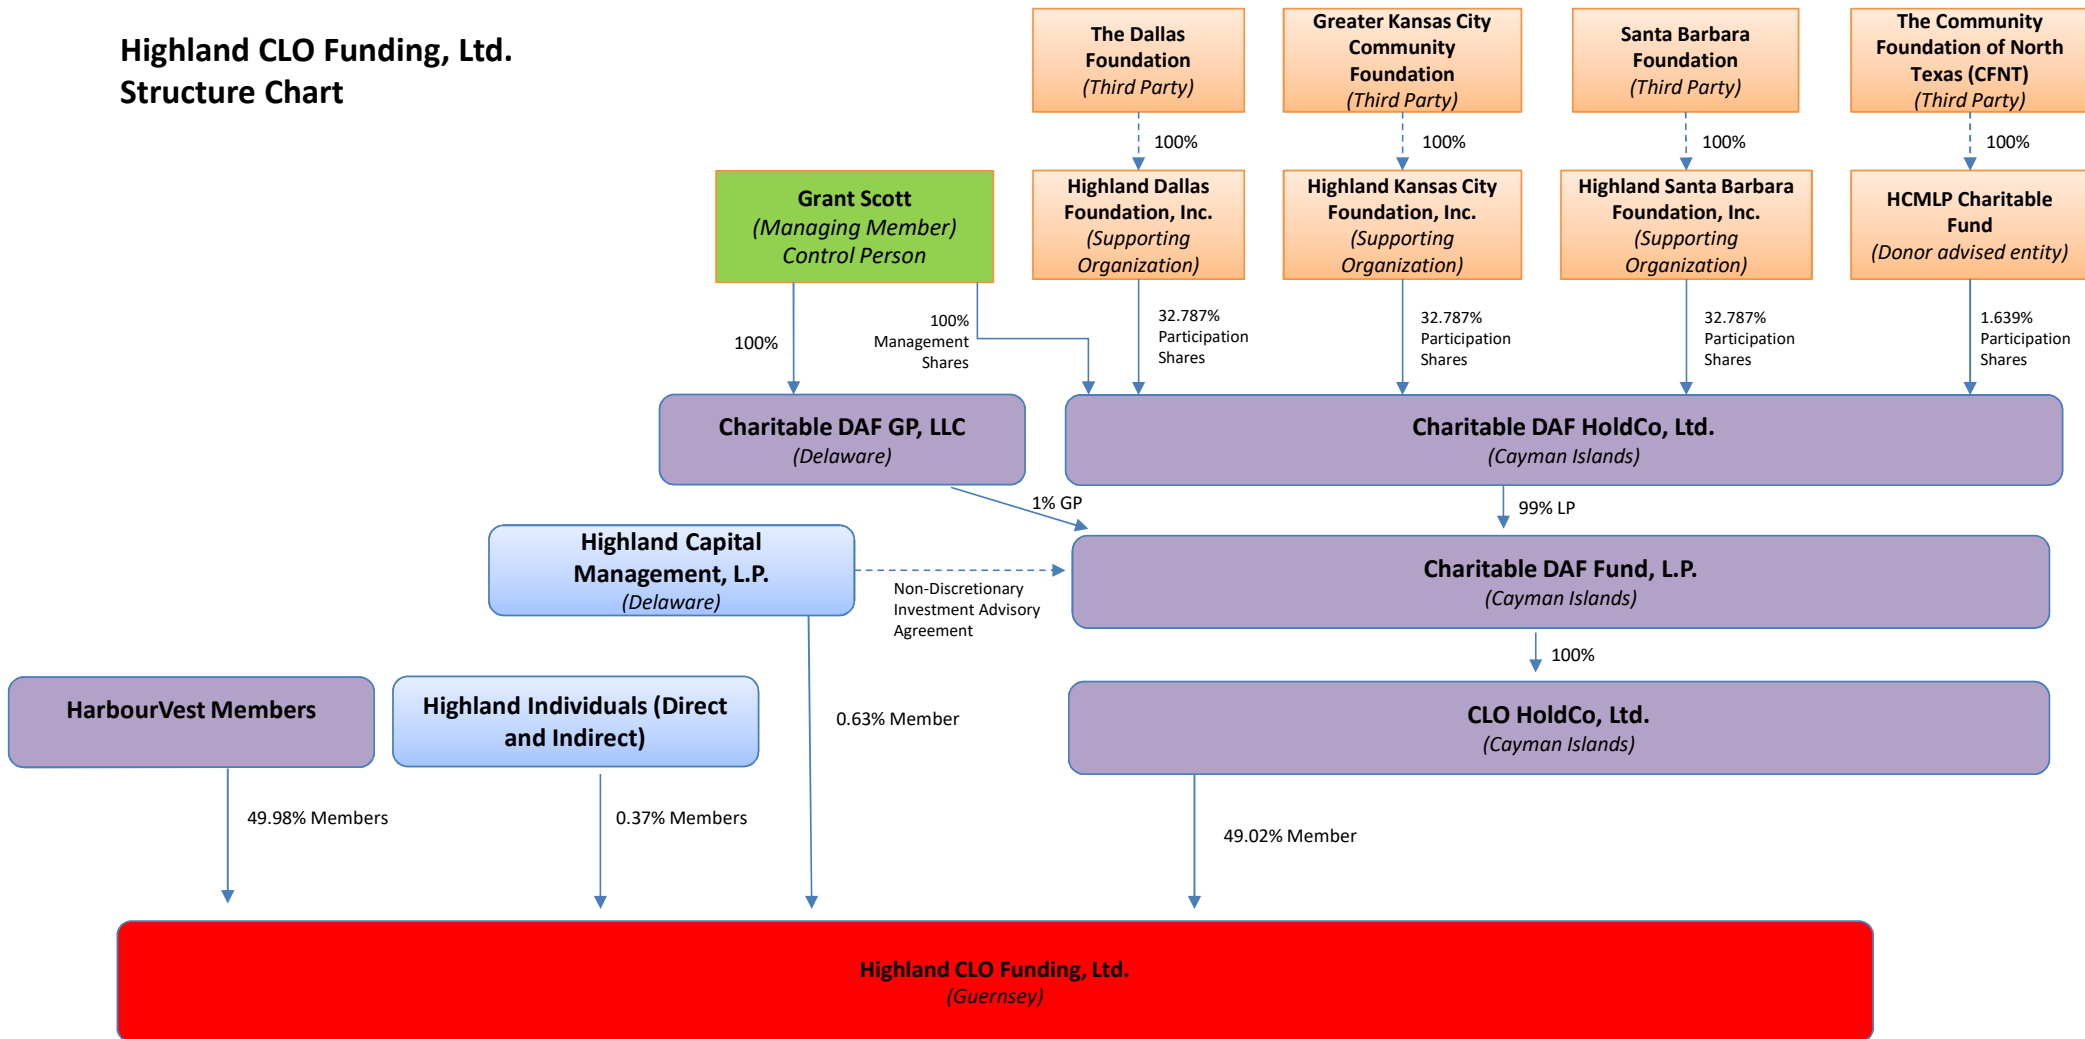 Highland CLO Funding, Ltd.
Structure Chart
The Dallas
Foundation
(Third Party)
Greater Kansas City
Community
Foundation
(Third Party)
Santa Barbara
Foundation
(Third Party)
The Community
Foundation of North
Texas (CFNT)
(Third Party)
100%
100%
100%
100%
Grant Scott
(Managing Member)
Control Person
Highland Dallas
Foundation, Inc.
(Supporting
Organization)
Highland Kansas City
Foundation, Inc.
(Supporting
Organization)
Highland Santa Barbara
Foundation, Inc.
(Supporting
Organization)
HCMLP Charitable
Fund
(Donor advised entity)
100%
100%
Management
Shares
32.787%
Participation
Shares
32.787%
Participation
Shares
32.787%
Participation
Shares
1.639%
Participation
Shares
Charitable DAF GP, LLC
(Delaware)
Charitable DAF HoldCo, Ltd.
(Cayman Islands)
1% GP
99% LP
Highland Capital
Management, L.P.
(Delaware)
Non-Discretionary
Investment Advisory
Agreement
Charitable DAF Fund, L.P.
(Cayman Islands)
100%
HarbourVest Members
Highland Individuals (Direct
and Indirect)
0.63% Member
CLO HoldCo, Ltd.
(Cayman Islands)
49.98% Members
0.37% Members
49.02% Member
Highland CLO Funding, Ltd.
(Guernsey)